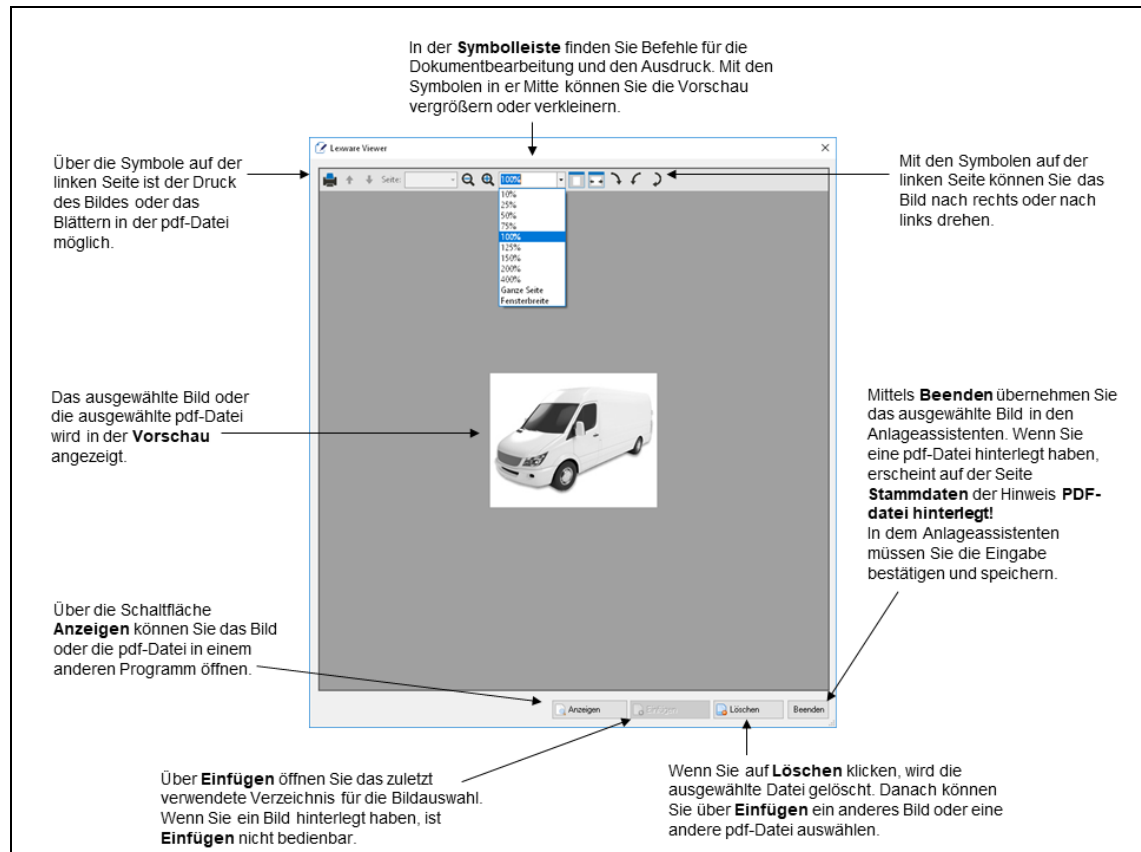 In der Symbolleiste finden Sie Befehle für die
Dokumentbearbeitung und den Ausdruck. Mit den
Symbolen in er Mitte können Sie die Vorschau
vergrößern oder verkleinern.
Über die Symbole auf der
linken Seite ist der Druck
des Bildes oder das
Blättern in der pdf-Datei
möglich.
Lexware Viewer
Seite:
100%
10%
25%
50%
75%
100%
125%
150%
200%
400%
Ganze Seite
Fensterbreite
Mit den Symbolen auf der
linken Seite können Sie das
Bild nach rechts oder nach
links drehen.
Das ausgewählte Bild oder
die ausgewählte pdf-Datei
wird in der Vorschau
angezeigt.
Mittels Beenden übernehmen Sie
das ausgewählte Bild in den
Anlageassistenten. Wenn Sie
eine pdf-Datei hinterlegt haben,
erscheint auf der Seite
Stammdaten der Hinweis PDF-
datei hinterlegt!
In dem Anlageassistenten
müssen Sie die Eingabe
bestätigen und speichern.
Über die Schaltfläche
Anzeigen können Sie das Bild
oder die pdf-Datei in einem
anderen Programm öffnen.
Anzeigen
Einfügen
Löschen
Beenden
Über Einfügen öffnen Sie das zuletzt
verwendete Verzeichnis für die Bildauswahl.
Wenn Sie ein Bild hinterlegt haben, ist
Einfügen nicht bedienbar.
Wenn Sie auf Löschen klicken, wird die
ausgewählte Datei gelöscht. Danach können
Sie über Einfügen ein anderes Bild oder eine
andere pdf-Datei auswählen.